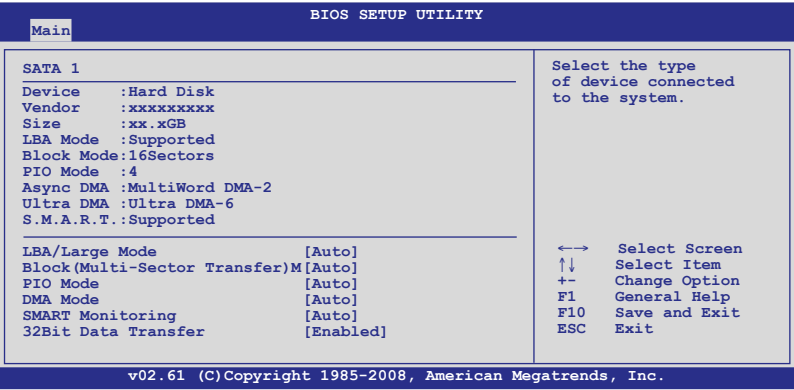 BIOS SETUP UTILITY
Main
SATA 1
Device :Hard Disk
Vendor :xxxxxxxxx
Size :xx.xGB
LBA Mode :Supported
Block Mode:16Sectors
PIO Mode :4
Async DMA :MultiWord DMA-2
Ultra DMA :Ultra DMA-6
S.M.A.R.T.:Supported
LBA/Large Mode [Auto]
Block(Multi-Sector Transfer)M[Auto]
PIO Mode [Auto]
DMA Mode [Auto]
SMART Monitoring [Auto]
32Bit Data Transfer [Enabled]
Select the type
of device connected
to the system.
←→ Select Screen
↑↓ Select Item
+- Change Option
F1 General Help
F10 Save and Exit
ESC Exit
v02.61 (C)Copyright 1985-2008, American Megatrends, Inc.